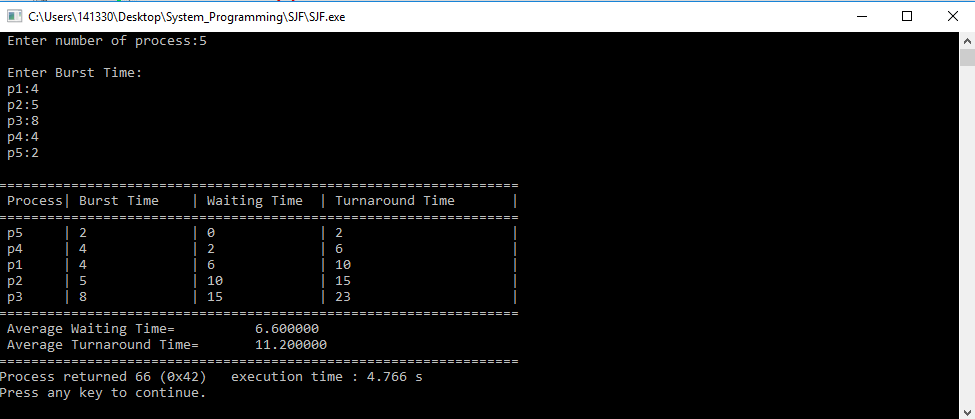 C:\Users\141330\Desktop\System_Programming\SJF\SJF.exe
Enter number of process:5
Enter Burst Time:
p1:4
p2:5
p3:8
p4:4
p5:2
=================================================================
Process| Burst Time    | Waiting Time  | Turnaround Time       |
=================================================================
p5     | 2             | 0             | 2                     |
p4     | 4             | 2             | 6                     |
p1     | 4             | 6             | 10                    |
p2     | 5             | 10            | 15                    |
p3     | 8             | 15            | 23                    |
=================================================================
Average Waiting Time=          6.600000
Average Turnaround Time=       11.200000
=================================================================
Process returned 66 (0x42)   execution time : 4.766 s
Press any key to continue.